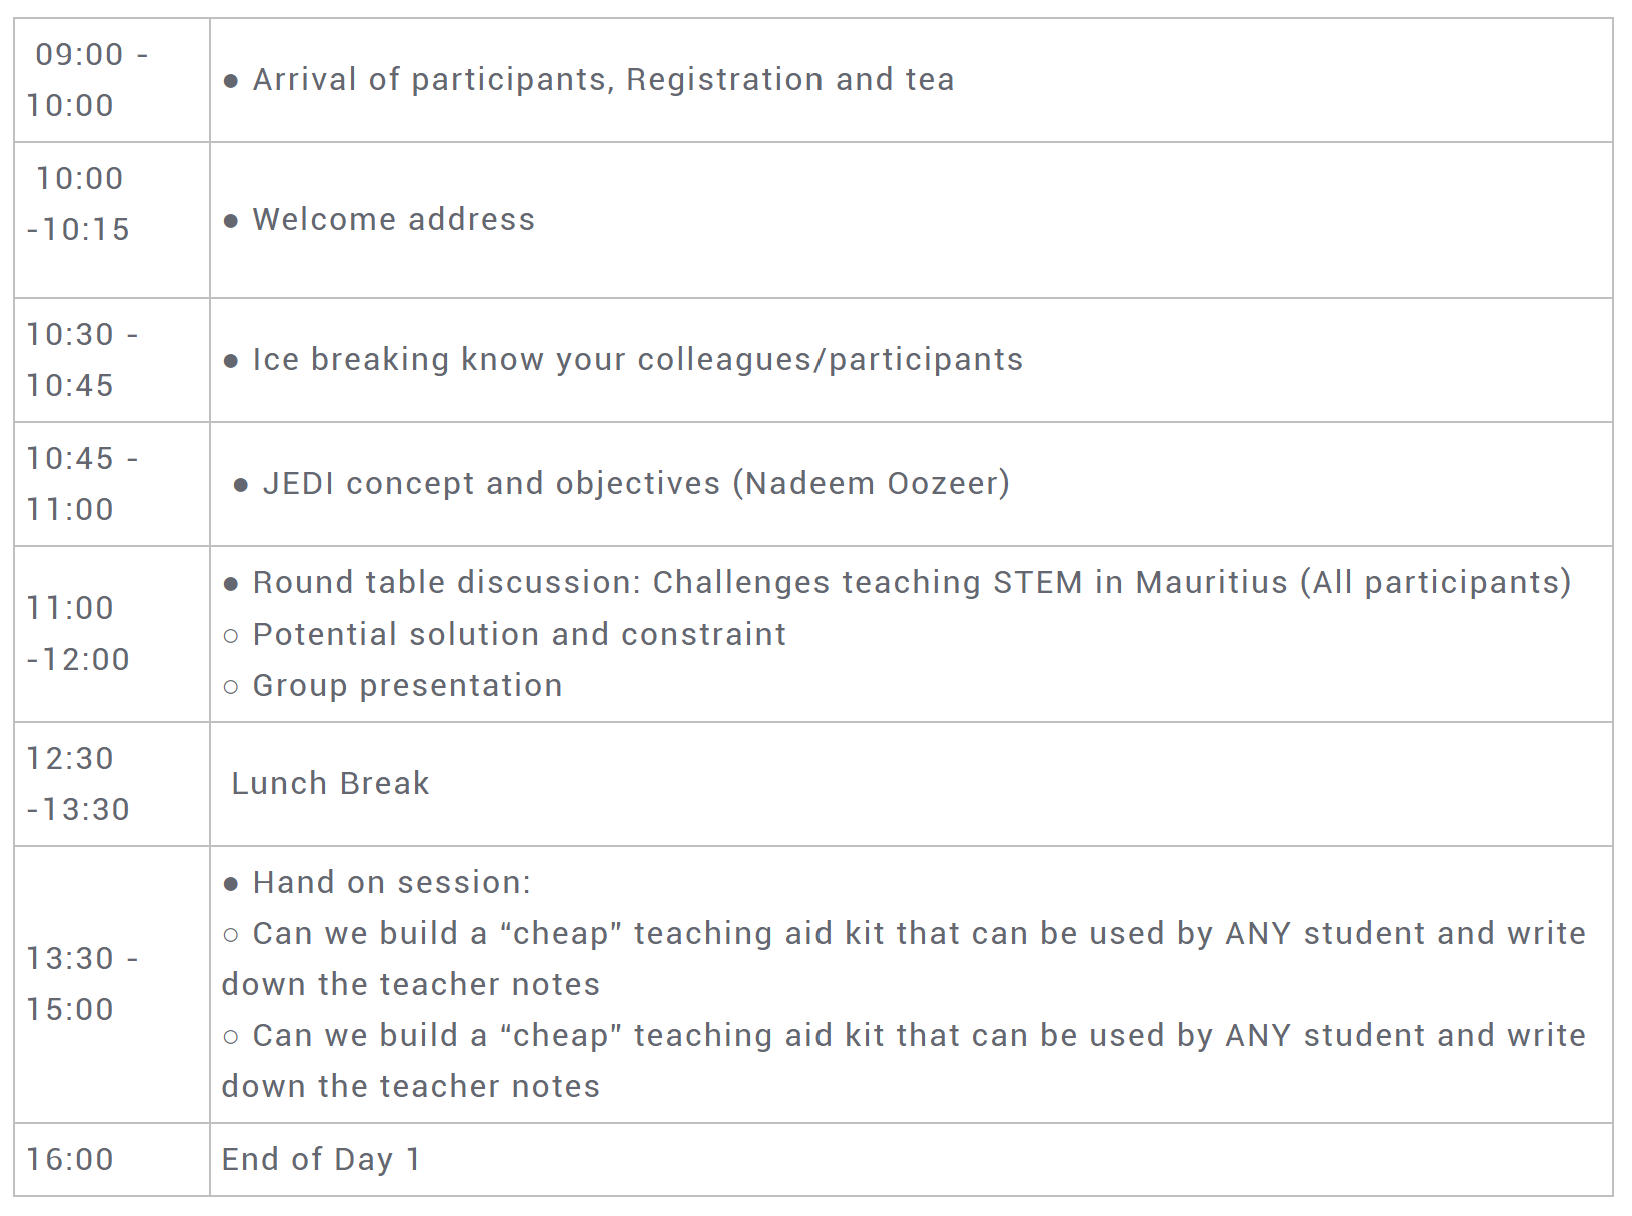 09:00 -
10:00
● Arrival of participants, Registration and tea
10:00
-10:15
● Welcome address
10:30 -
10:45
● Ice breaking know your colleagues/participants
10:45 -
11:00
● JEDI concept and objectives (Nadeem Oozeer)
11:00
-12:00
● Round table discussion: Challenges teaching STEM in Mauritius (All participants)
○ Potential solution and constraint
○ Group presentation
12:30
-13:30
Lunch Break
13:30 -
15:00
● Hand on session:
○ Can we build a “cheap” teaching aid kit that can be used by ANY student and write
down the teacher notes
○ Can we build a “cheap” teaching aid kit that can be used by ANY student and write
down the teacher notes
16:00
End of Day 1